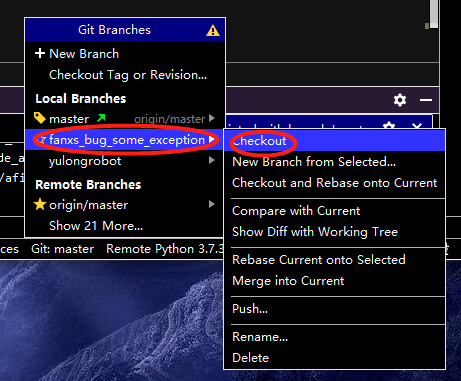 Git Branches
New Branch
Checkout Tag or Revision...
Local Branches
master origin/master
fanxs_bug_some_exception
yulongrobot
Remote Branches
origin/master
Show 21 More...
Checkout
New Branch from Selected...
Checkout and Rebase onto Current
Compare with Current
Show Diff with Working Tree
Rebase Current onto Selected
Merge into Current
Push...
Rename...
Delete
Git: master Remote Python 3.7.3